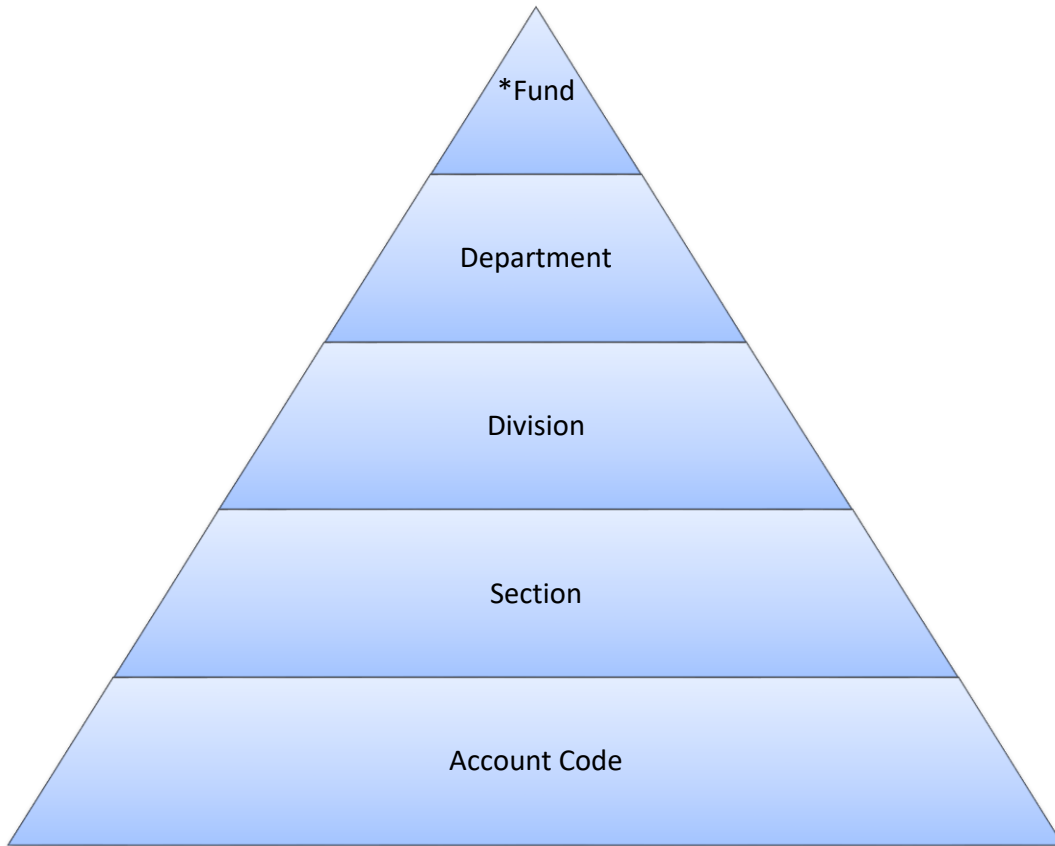 *Fund
Department
Division
Section
Account Code